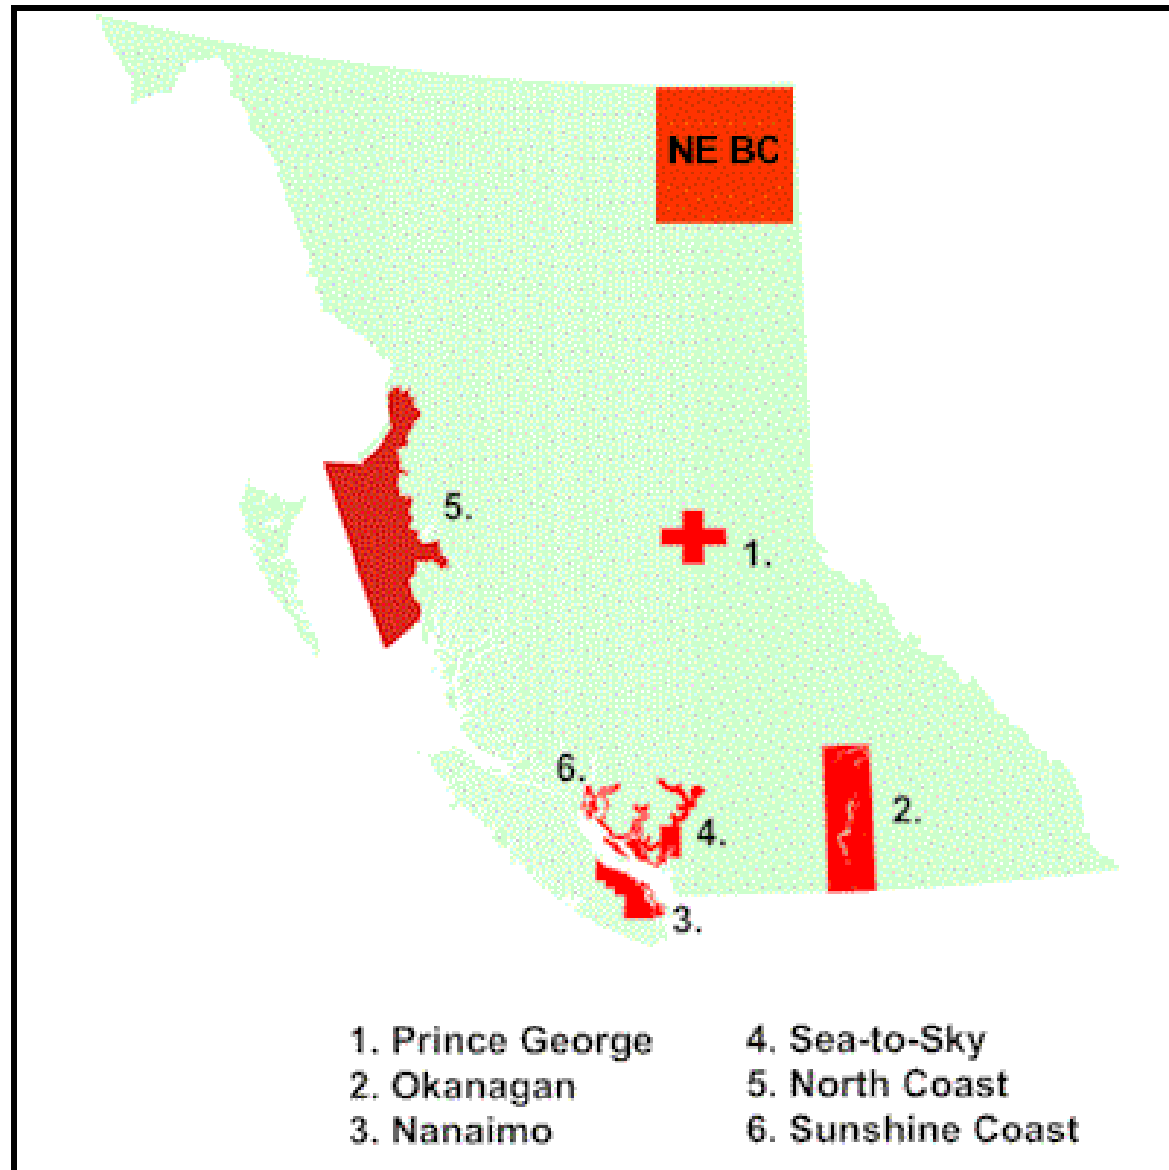 NE BC
5.
1.
6.
2.
4.
3.
1. Prince George
2. Okanagan
3. Nanaimo
4. Sea-to-Sky
5. North Coast
6. Sunshine Coast